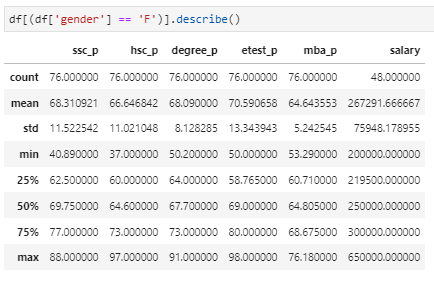 df[(df['gender'] == 'F')].describe()
ssc_p hsc_p degree_p etest_p mba_p salary
count 76.000000 76.000000 76.000000 76.000000 76.000000 48.000000
mean 68.310921 66.646842 68.090000 70.590658 64.643553 267291.666667
std 11.522542 11.021048 8.128285 13.343943 5.242545 75948.178955
min 40.890000 37.000000 50.200000 50.000000 53.290000 200000.000000
25% 62.500000 60.000000 64.000000 58.765000 60.710000 219500.000000
50% 69.750000 64.600000 67.700000 69.000000 64.805000 250000.000000
75% 77.000000 73.000000 73.000000 80.000000 68.675000 300000.000000
max 88.000000 97.000000 91.000000 98.000000 76.180000 650000.000000